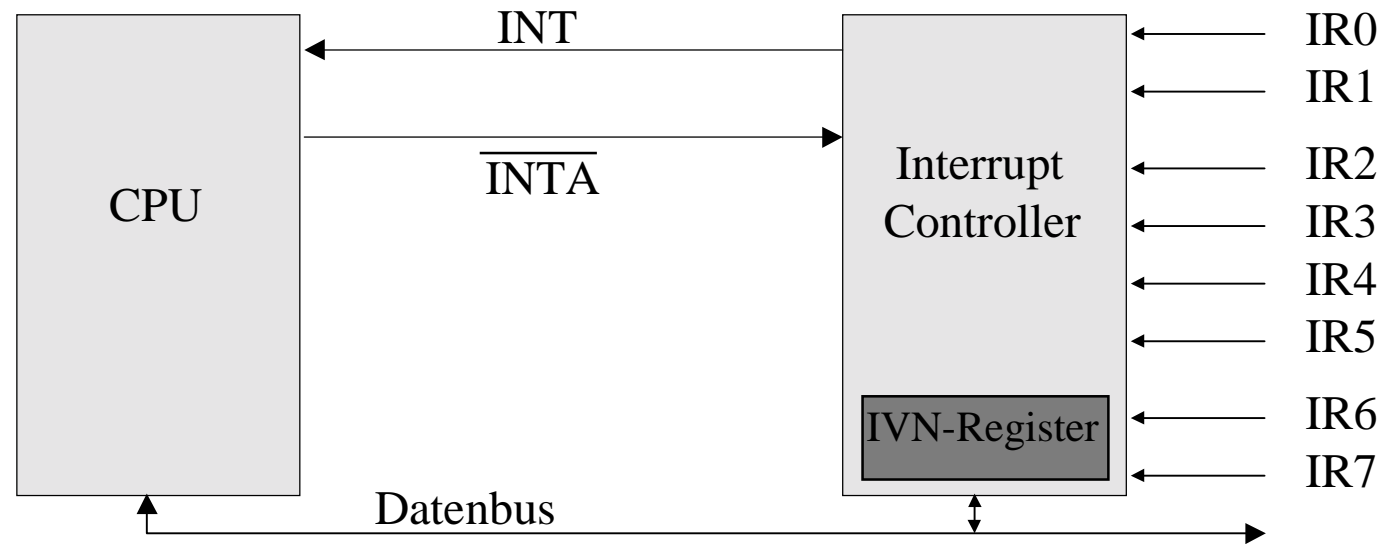 INT
IR0
IR1
INTA
CPU
Interrupt
Controller
IR2
IR3
IR4
IR5
IVN-Register
IR6
IR7
Datenbus